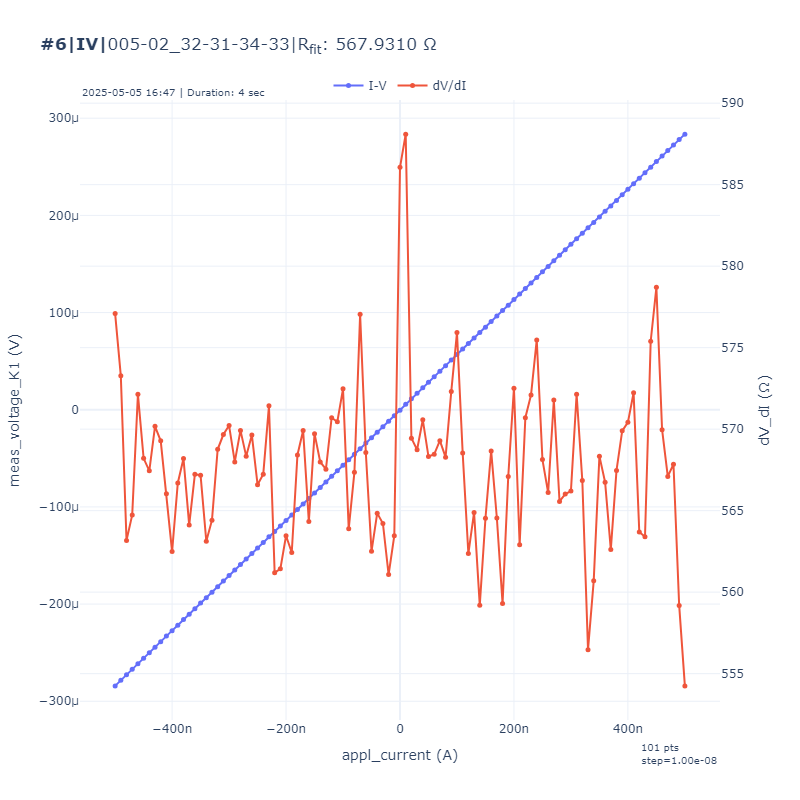 #6|IV|005-02_32-31-34-33|Rfit: 567.9310 Ω
2025-05-05 16:47 | Duration: 4 sec
I-V
dV/dI
300μ
200μ
100μ
0
−100μ
−200μ
−300μ
meas_voltage_K1 (V)
590
585
580
575
570
565
560
555
dV_dI (Ω)
−400n
−200n
0
200n
400n
appl_current (A)
101 pts
step=1.00e-08